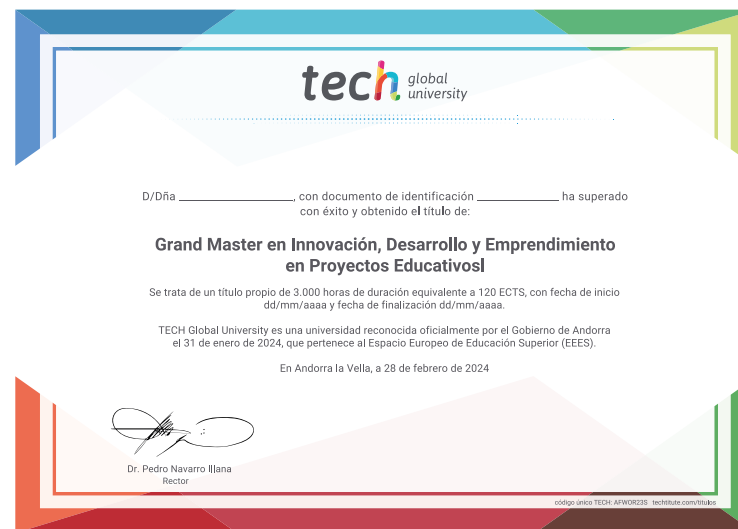 tech global
university
D/Dña ______________, con documento de identificación __________ ha superado
con éxito y obtenido el título de:
Grand Master en Innovación, Desarrollo y Emprendimiento
en Proyectos Educativosl
Se trata de un título propio de 3.000 horas de duración equivalente a 120 ECTS, con fecha de inicio
dd/mm/aaaa y fecha de finalización dd/mm/aaaa.
TECH Global University es una universidad reconocida oficialmente por el Gobierno de Andorra
el 31 de enero de 2024, que pertenece al Espacio Europeo de Educación Superior (EEES).
En Andorra la Vella, a 28 de febrero de 2024
Dr. Pedro Navarro Illana
Rector
código único TECH: AFWOR23S techtitute.com/titulos